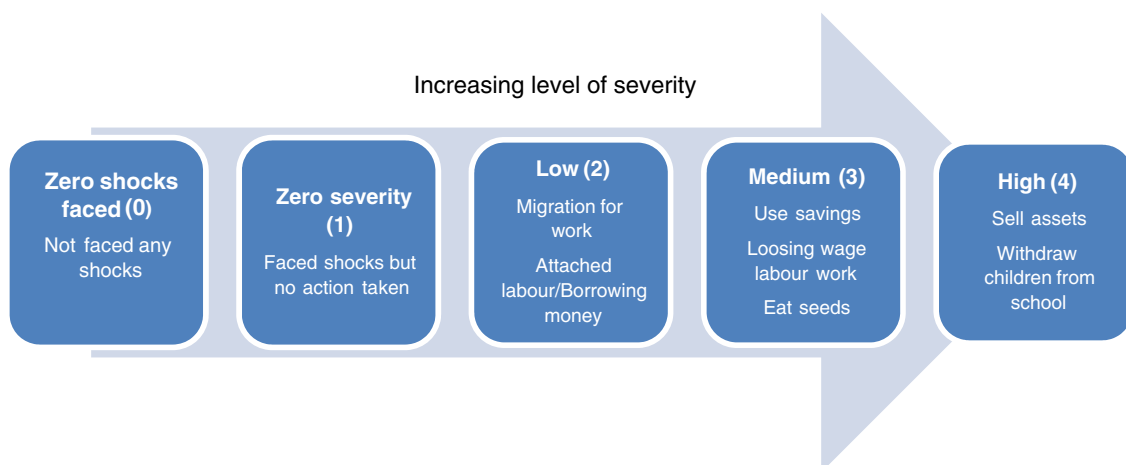 Increasing level of severity
Zero shocks
faced (0)
Not faced any
shocks
Zero severity
(1)
Faced shocks but
no action taken
Low (2)
Migration for
work
Attached
labour/Borrowing
money
Medium (3)
Use savings
Loosing wage
labour work
Eat seeds
High (4)
Sell assets
Withdraw
children from
school